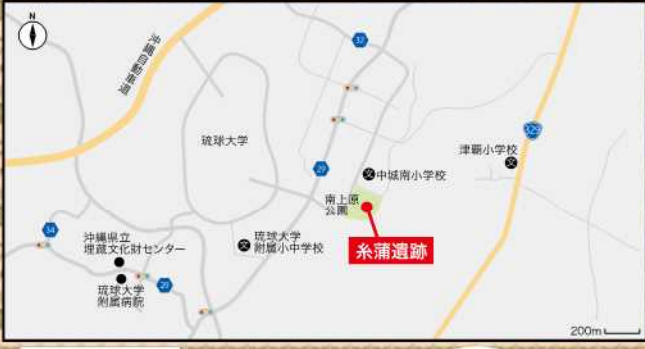 N
沖縄自動車道
32
329
琉球大学
29
津覇小学校
文
文
中城南小学校
南上原
公園
糸蒲遺跡
34
沖縄県立
埋蔵文化財センター
文
琉球大学
附属小中学校
29
琉球大学
附属病院
200m